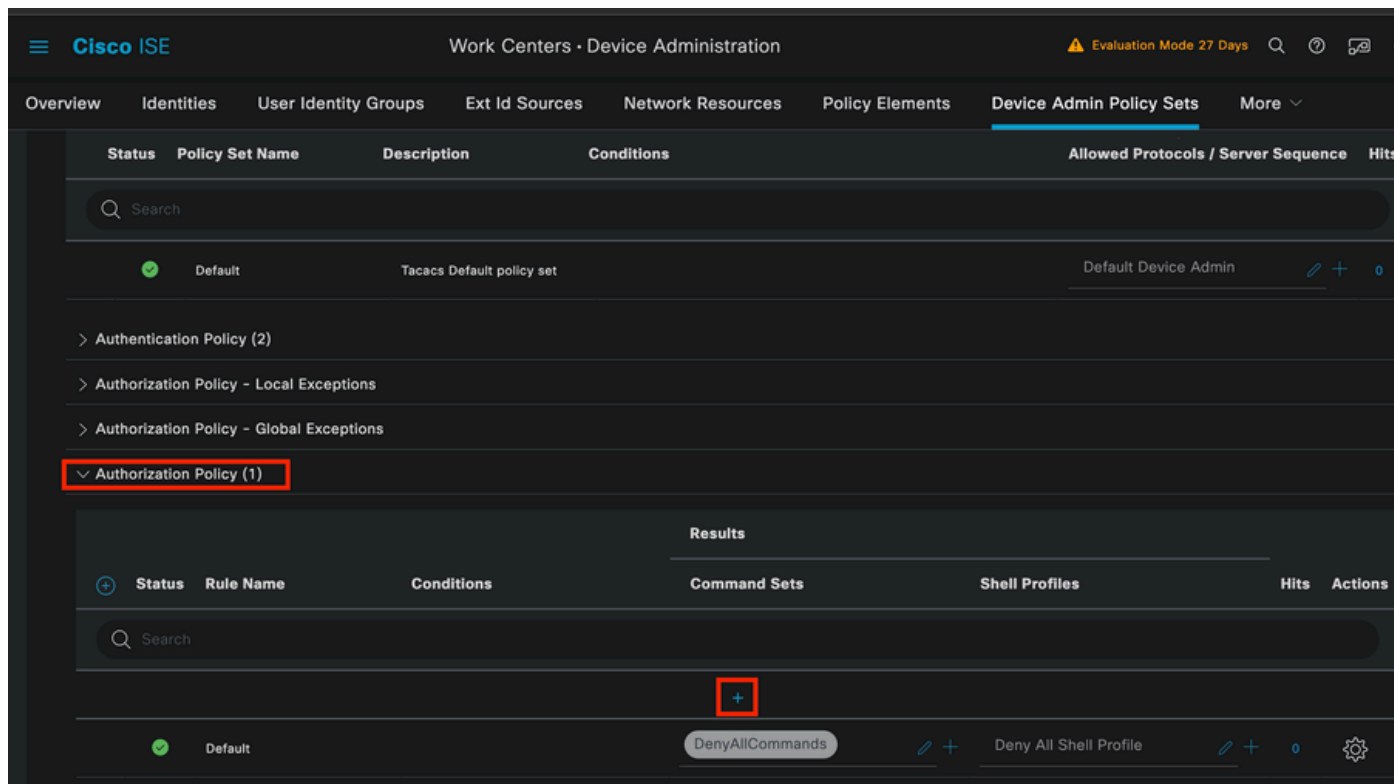 Cisco ISE
Work Centers · Device Administration
Evaluation Mode 27 Days
Overview Identities User Identity Groups Ext Id Sources Network Resources Policy Elements Device Admin Policy Sets More
Status Policy Set Name Description Conditions Allowed Protocols / Server Sequence Hits
Search
Default Tacacs Default policy set Default Device Admin + 0
Authentication Policy (2)
Authorization Policy - Local Exceptions
Authorization Policy - Global Exceptions
Authorization Policy (1)
Results
+ Status Rule Name Conditions Command Sets Shell Profiles Hits Actions
Search
+
Default DenyAllCommands + Deny All Shell Profile + 0